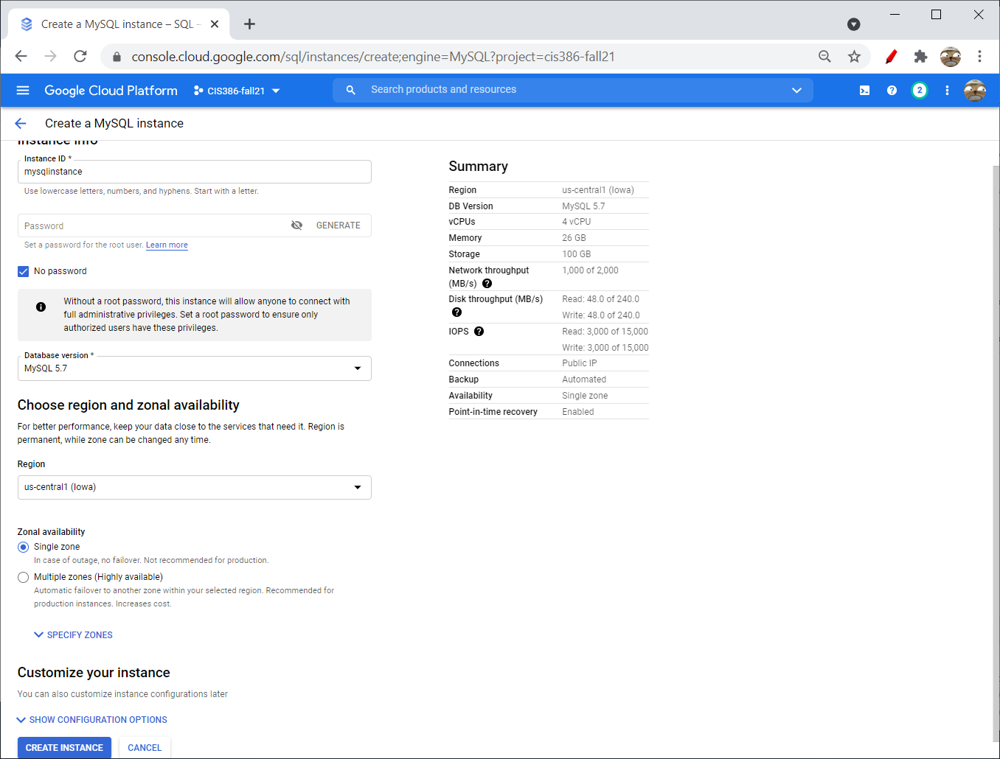 Create a MySQL instance – SQL –
console.cloud.google.com/sql/instances/create;engine=MySQL?project=cis386-fall21
Google Cloud Platform
CIS386-fall21
Search products and resources
2
Create a MySQL instance
Instance info
Instance ID *
mysqlinstance
Use lowercase letters, numbers, and hyphens. Start with a letter.
Password
GENERATE
Set a password for the root user. Learn more
No password
Without a root password, this instance will allow anyone to connect with
full administrative privileges. Set a root password to ensure only
authorized users have these privileges.
Database version *
MySQL 5.7
Choose region and zonal availability
For better performance, keep your data close to the services that need it. Region is
permanent, while zone can be changed any time.
Region
us-central1 (Iowa)
Zonal availability
Single zone
In case of outage, no failover. Not recommended for production.
Multiple zones (Highly available)
Automatic failover to another zone within your selected region. Recommended for
production instances. Increases cost.
SPECIFY ZONES
Customize your instance
You can also customize instance configurations later
SHOW CONFIGURATION OPTIONS
CREATE INSTANCE
CANCEL
Summary
Region us-central1 (Iowa)
DB Version MySQL 5.7
vCPUs 4 vCPU
Memory 26 GB
Storage 100 GB
Network throughput 1,000 of 2,000
(MB/s)
Disk throughput (MB/s) Read: 48.0 of 240.0
Write: 48.0 of 240.0
IOPS Read: 3,000 of 15,000
Write: 3,000 of 15,000
Connections Public IP
Backup Automated
Availability Single zone
Point-in-time recovery Enabled